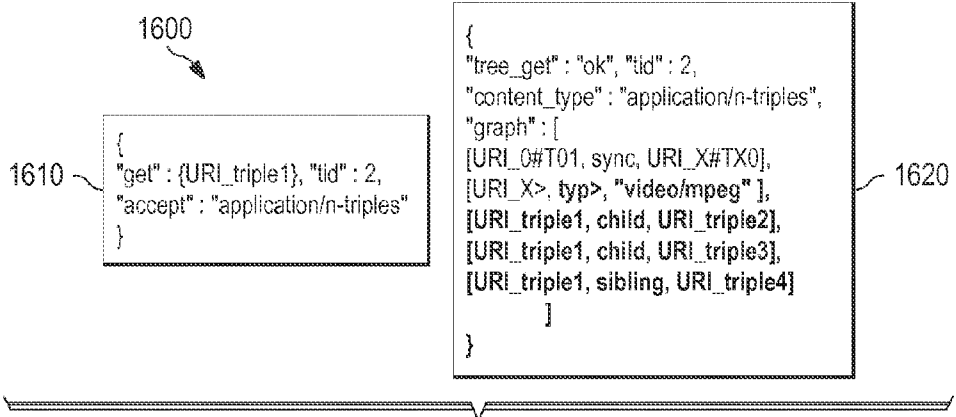 1600
1610
{
"get" : {URI_triple1}, "tid" : 2,
"accept" : "application/n-triples"
}
{
"tree_get" : "ok", "tid" : 2,
"content_type" : "application/n-triples",
"graph" : [
[URI_0#T01, sync, URI_X#TX0],
[URI_X>, typ>, "video/mpeg" ],
[URI_triple1, child, URI_triple2],
[URI_triple1, child, URI_triple3],
[URI_triple1, sibling, URI_triple4]
]
}
1620